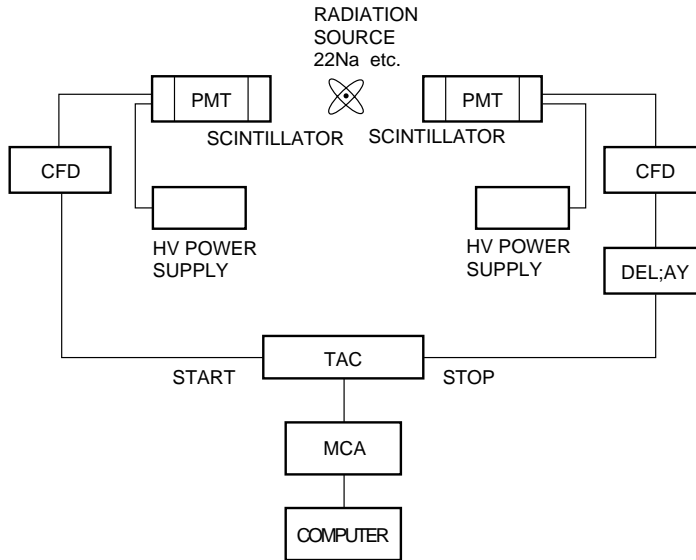 RADIATION
SOURCE
22Na etc.
PMT
PMT
SCINTILLATOR
SCINTILLATOR
CFD
CFD
HV POWER
SUPPLY
HV POWER
SUPPLY
DEL;AY
START
TAC
STOP
MCA
COMPUTER